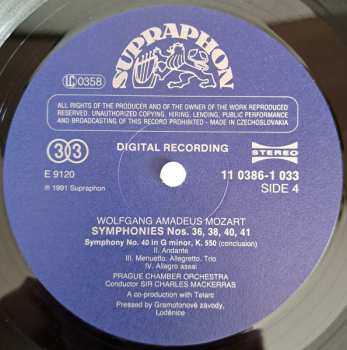 SUPRAPHON
LC 0358
ALL RIGHTS OF THE PRODUCER AND OF THE OWNER OF THE WORK REPRODUCED
RESERVED. UNAUTHORIZED COPYING, HIRING, LENDING, PUBLIC PERFORMANCE
AND BROADCASTING OF THIS RECORD PROHIBITED - MADE IN CZECHOSLOVAKIA
33
DIGITAL RECORDING
STEREO
E 9120
11 0386-1 033
℗ 1991 Supraphon
SIDE 4
WOLFGANG AMADEUS MOZART
SYMPHONIES Nos. 36, 38, 40, 41
Symphony No. 40 in G minor, K. 550 (conclusion)
II. Andante
III. Menuetto. Allegretto. Trio
IV. Allegro assai
PRAGUE CHAMBER ORCHESTRA
Conductor SIR CHARLES MACKERRAS
A co-production with Telarc
Pressed by Gramofonové závody,
Loděnice